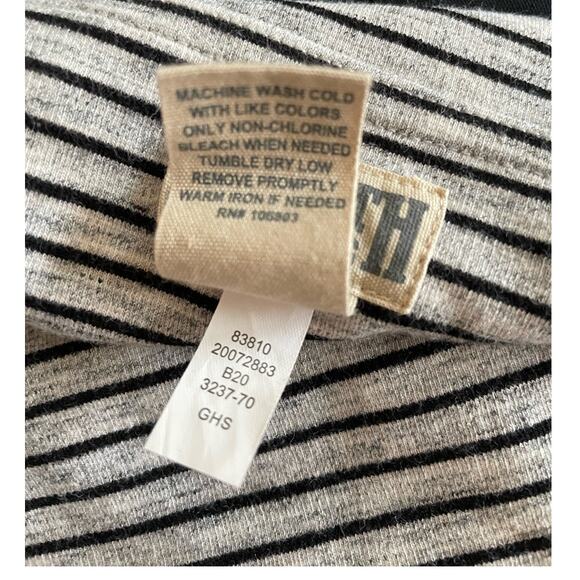 MACHINE WASH COLD
WITH LIKE COLORS
ONLY NON-CHLORINE
BLEACH WHEN NEEDED
TUMBLE DRY LOW
REMOVE PROMPTLY
WARM IRON IF NEEDED
RN# 105803
TH
83810
20072883
B20
3237-70
GHS